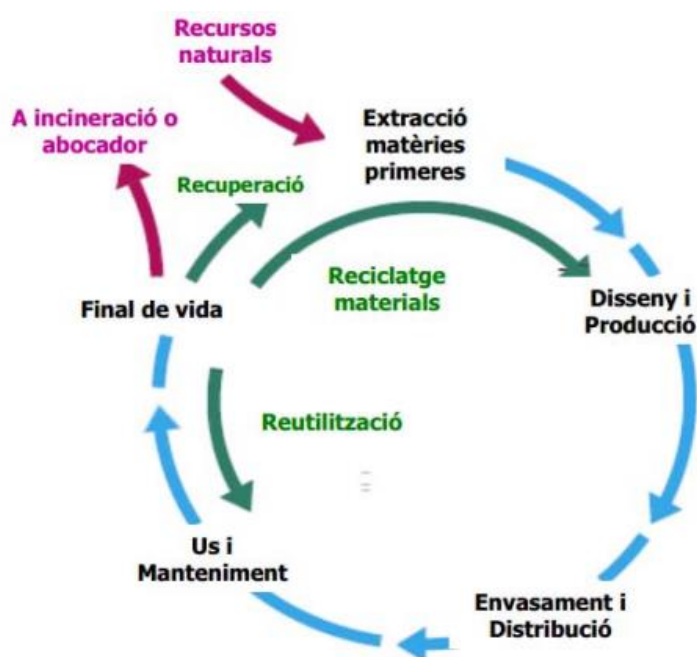 Recursos
naturals
A incineració o
abocador
Extracció
matèries
primeres
Recuperació
Reciclatge
materials
Final de vida
Disseny i
Producció
Reutilització
Us i
Manteniment
Envasament i
Distribució